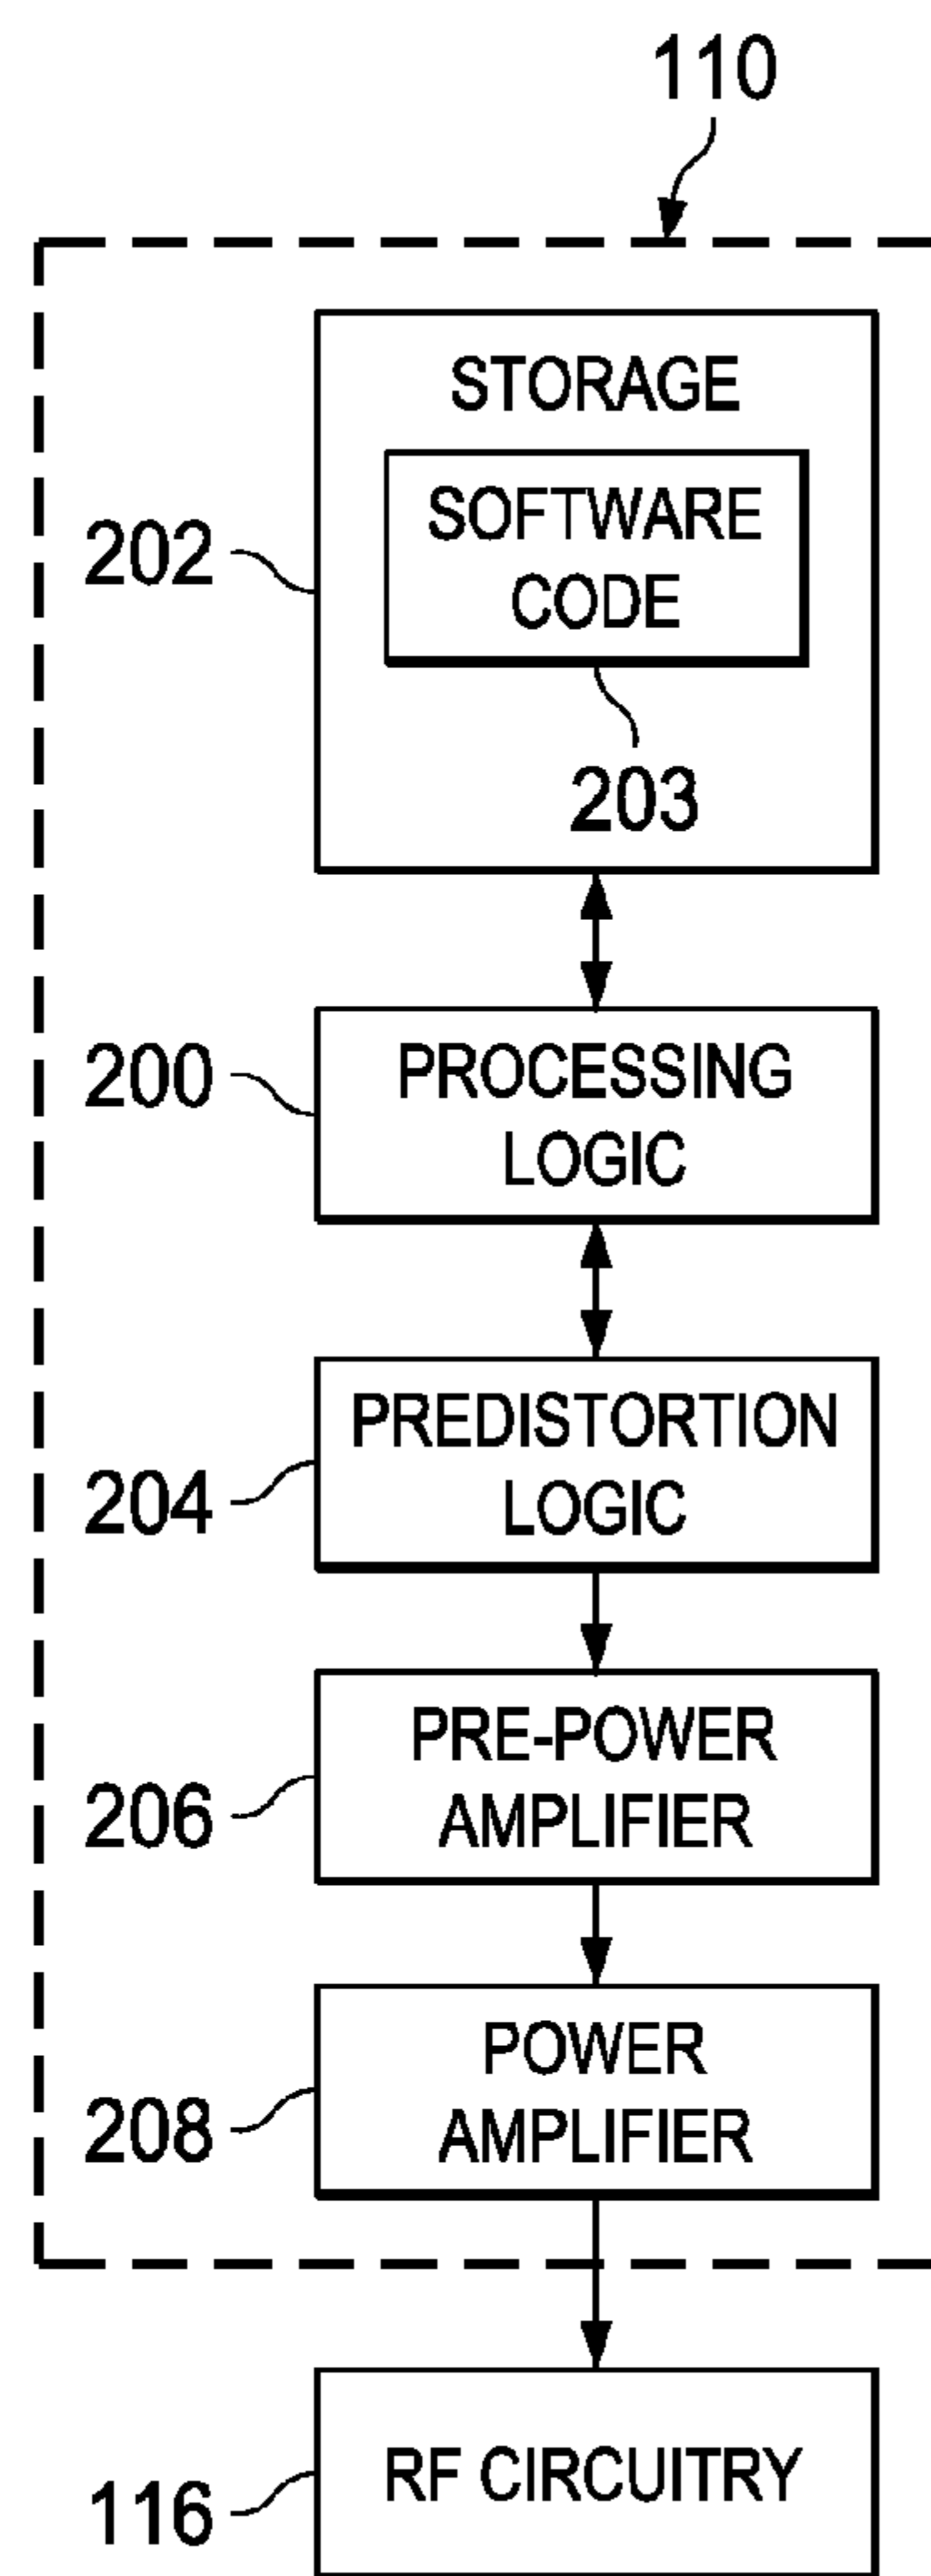 110
STORAGE
SOFTWARE
CODE
202
203
200
PROCESSING
LOGIC
PREDISTORTION
LOGIC
204
PRE-POWER
AMPLIFIER
206
POWER
AMPLIFIER
208
RF CIRCUITRY
116